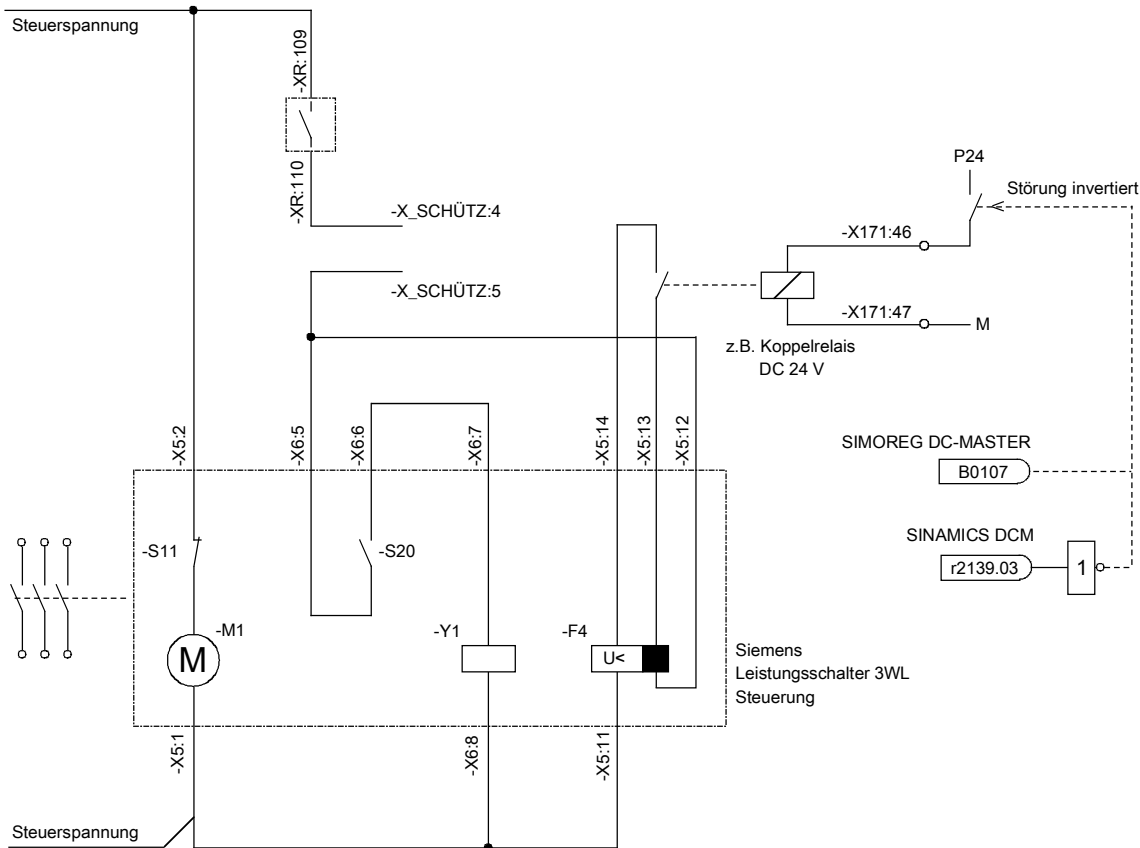 Steuerspannung
-XR:109
-XR:110
-X_SCHÜTZ:4
-X_SCHÜTZ:5
P24
Störung invertiert
-X171:46
-X171:47
M
z.B. Koppelrelais
DC 24 V
-X5:2
-X6:5
-X6:6
-X6:7
-X5:14
-X5:13
-X5:12
SIMOREG DC-MASTER
B0107
SINAMICS DCM
r2139.03
1
-S11
-S20
-M1
M
-Y1
-F4
U<
Siemens
Leistungsschalter 3WL
Steuerung
-X5:1
-X6:8
-X5:11
Steuerspannung